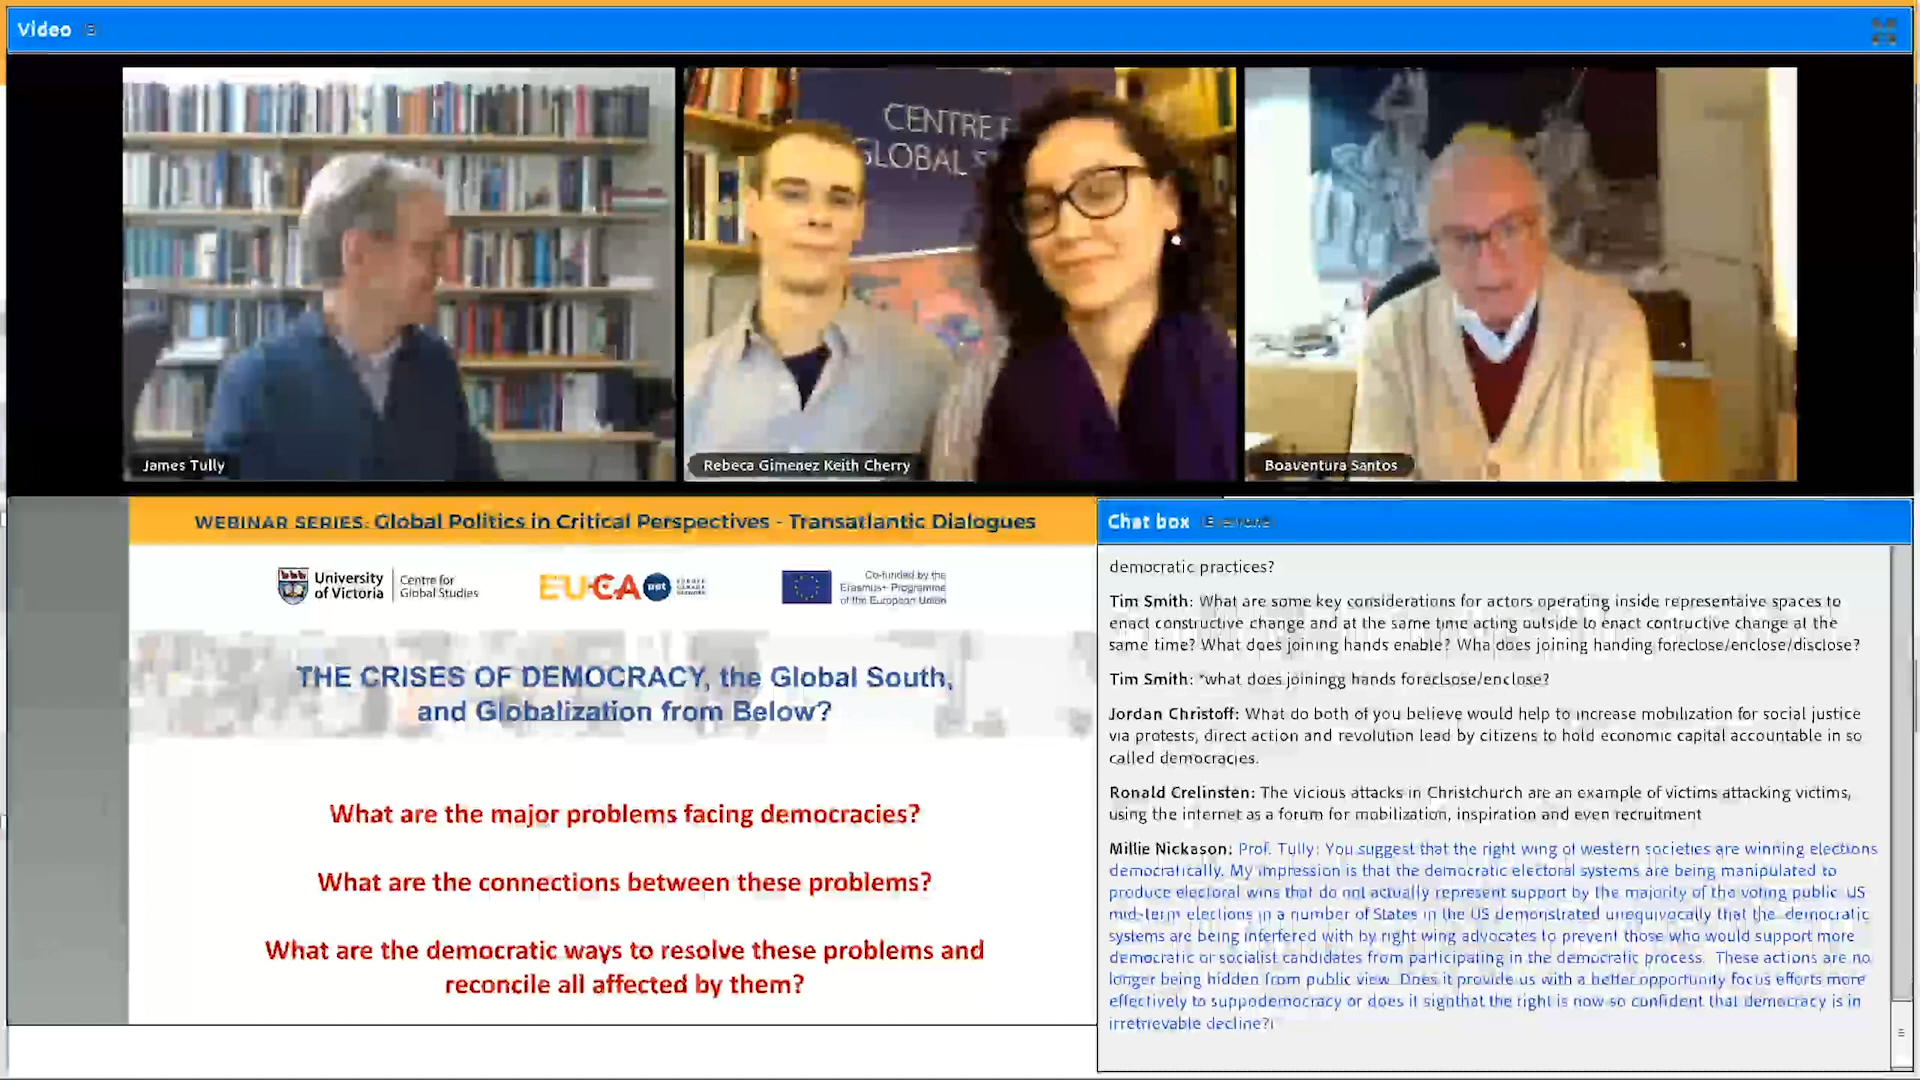 Video
CENTRE F
GLOBAL S
James Tully
Rebeca Gimenez Keith Cherry
Boaventura Santos
WEBINAR SERIES: Global Politics in Critical Perspectives - Transatlantic Dialogues
University of Victoria
Centre for Global Studies
EU-CA
net
Co-funded by the
Erasmus+ Programme
of the European Union
THE CRISES OF DEMOCRACY, the Global South,
and Globalization from Below?
What are the major problems facing democracies?
What are the connections between these problems?
What are the democratic ways to resolve these problems and
reconcile all affected by them?
Chat box
democratic practices?
Tim Smith: What are some key considerations for actors operating inside representaive spaces to
enact constructive change and at the same time acting outside to enact contructive change at the
same time? What does joining hands enable? Wha does joining handing foreclose/enclose/disclose?
Tim Smith: *what does joiningg hands foreclsose/enclose?
Jordan Christoff: What do both of you believe would help to increase mobilization for social justice
via protests, direct action and revolution lead by citizens to hold economic capital accountable in so
called democracies.
Ronald Crelinsten: The vicious attacks in Christchurch are an example of victims attacking victims,
using the internet as a forum for mobilization, inspiration and even recruitment
Millie Nickason: Prof. Tully: You suggest that the right wing of western societies are winning elections
democratically. My impression is that the democratic electoral systems are being manipulated to
produce electoral wins that do not actually represent support by the majority of the voting public US
mid-term elections in a number of States in the US demonstrated unequivocally that the democratic
systems are being interfered with by right wing advocates to prevent those who would support more
democratic or socialist candidates from participating in the democratic process. These actions are no
longer being hidden from public view. Does it provide us with a better opportunity focus efforts more
effectively to suppodemocracy or does it signthat the right is now so confident that democracy is in
irretrievable decline?